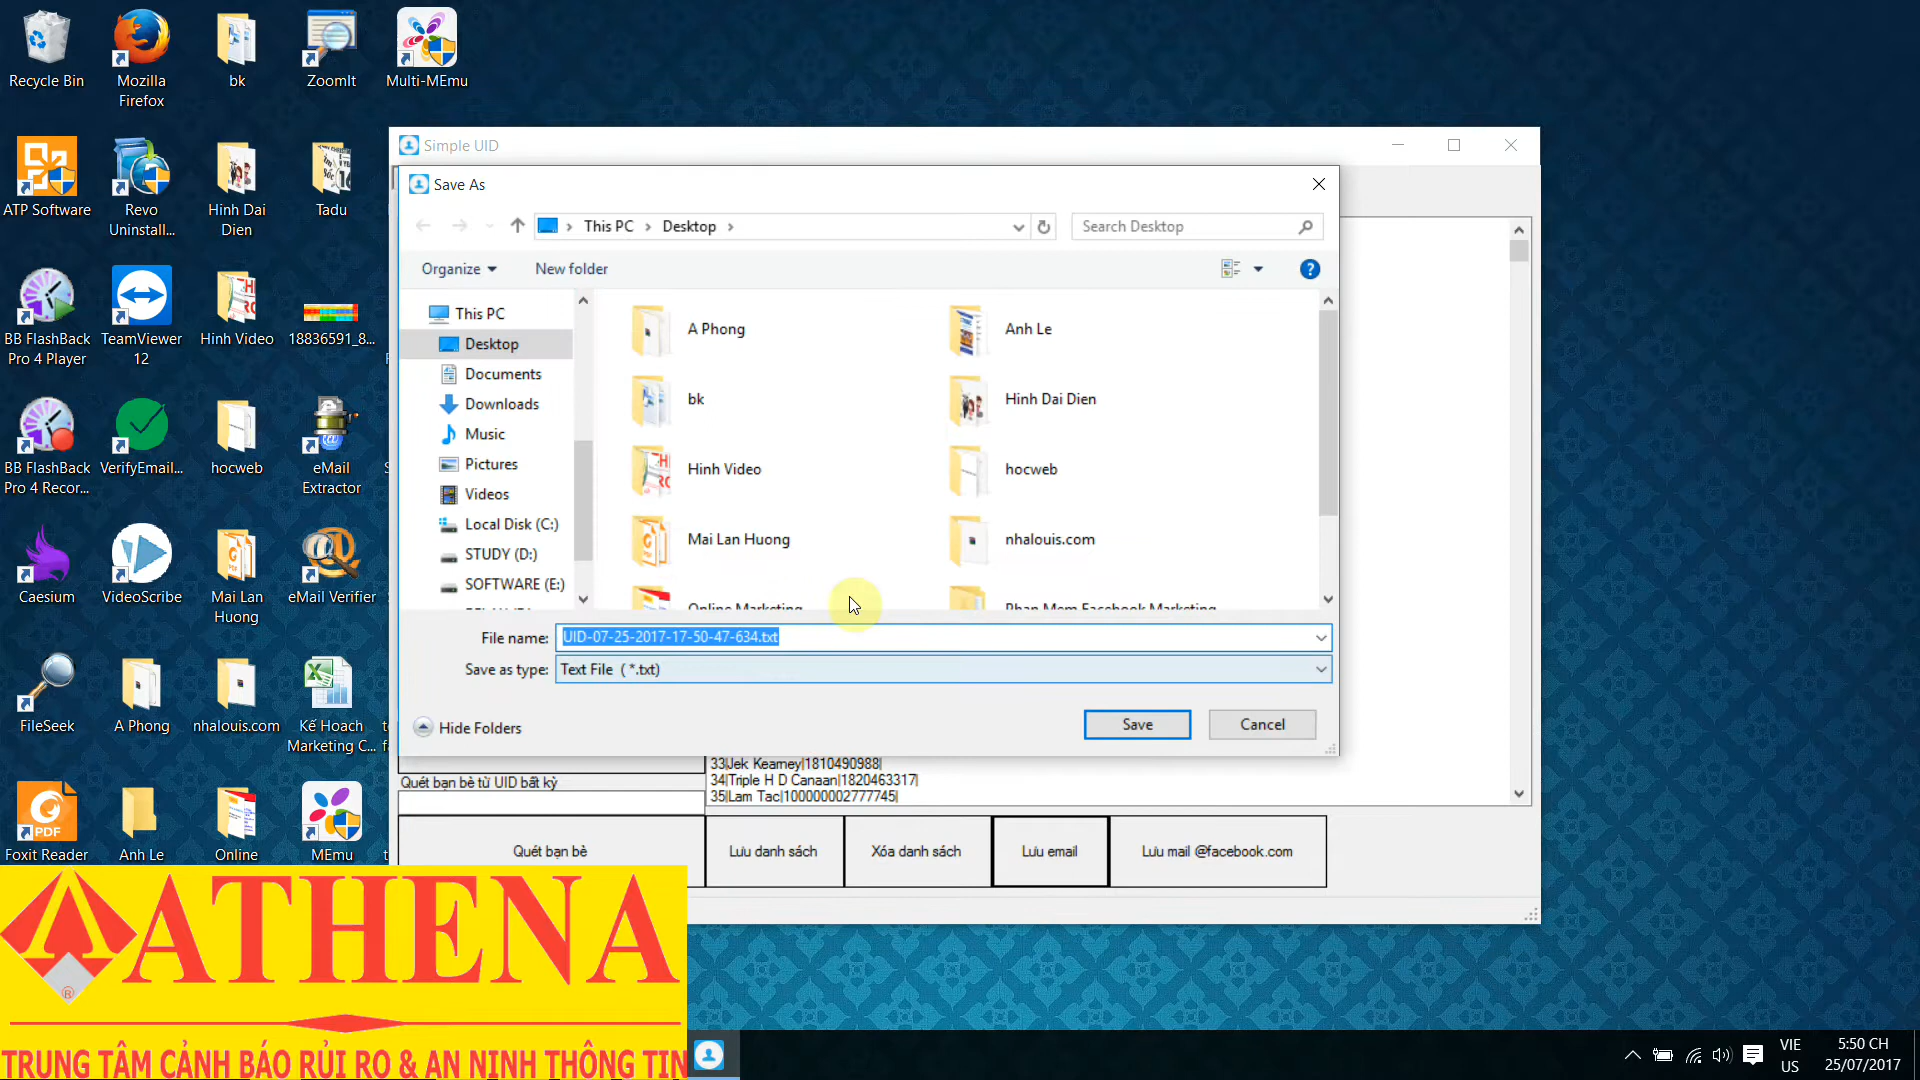 Recycle Bin
Mozilla
Firefox
bk
ZoomIt
Multi-MEmu
ATP Software
Revo
Uninstall...
Hinh Dai
Dien
Tadu
BB FlashBack
Pro 4 Player
TeamViewer
12
Hinh Video
18836591_8...
BB FlashBack
Pro 4 Recor...
VerifyEmail...
hocweb
eMail
Extractor
Caesium
VideoScribe
Mai Lan
Huong
eMail Verifier
FileSeek
A Phong
nhalouis.com
Kế Hoach
Marketing C...
PDF
Foxit Reader
Anh Le
Online
MEmu
Simple UID
Save As
This PC
Desktop
Search Desktop
Organize
New folder
This PC
Desktop
Documents
Downloads
Music
Pictures
Videos
Local Disk (C:)
STUDY (D:)
SOFTWARE (E:)
A Phong
Anh Le
bk
Hinh Dai Dien
Hinh Video
hocweb
Mai Lan Huong
nhalouis.com
Online Marketing
Phan Mem Facebook Marketing
File name:
UID-07-25-2017-17-50-47-634.txt
Save as type:
Text File (*.txt)
Hide Folders
Save
Cancel
33|Jek Kearney|1810490988|
34|Triple H D Canaan|1820463317|
35|Lam Tac|100000002777745|
Quét bạn bè từ UID bất kỳ
Quét bạn bè
Lưu danh sách
Xóa danh sách
Lưu email
Lưu mail @facebook.com
ATHENA
®
TRUNG TÂM CẢNH BÁO RỦI RO & AN NINH THÔNG TIN
VIE
US
5:50 CH
25/07/2017